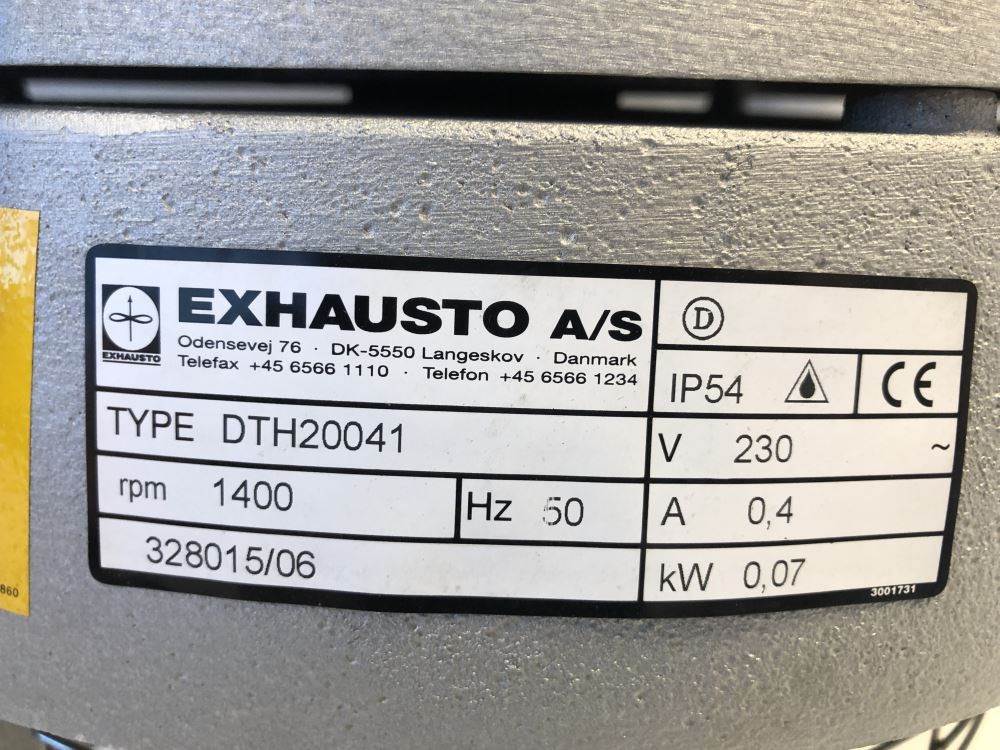 EXHAUSTO
EXHAUSTO A/S
Odensevej 76 · DK-5550 Langeskov · Danmark
Telefax +45 6566 1110 · Telefon +45 6566 1234
D
IP54
CE
TYPE DTH20041
V 230 ~
rpm 1400
Hz 50
A 0,4
328015/06
kW 0,07
3001731
860